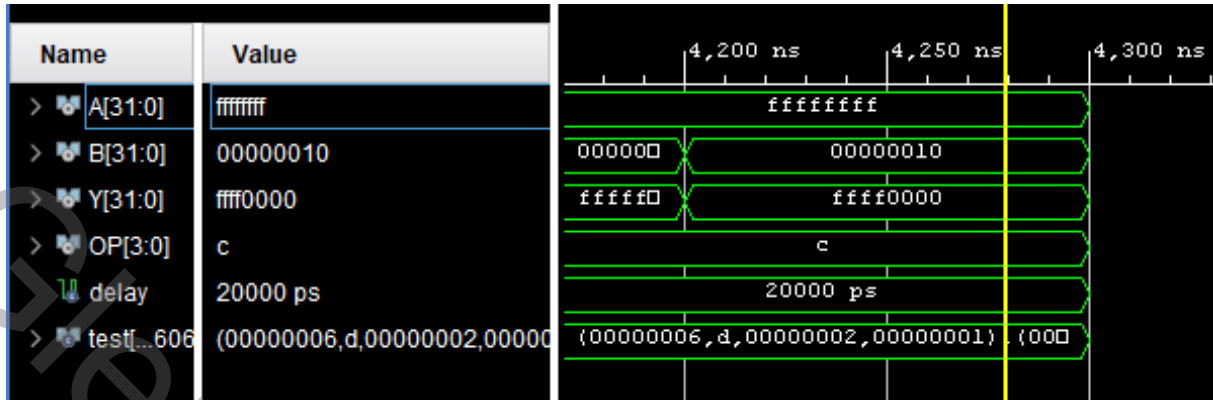 Name Value 4,200 ns 4,250 ns 4,300 ns
A[31:0] ffffffff ffffffff
B[31:0] 00000010 00000 00000010
Y[31:0] ffff0000 fffff ffff0000
OP[3:0] c c
delay 20000 ps 20000 ps
test[...606 (00000006,d,00000002,00000 (00000006,d,00000002,00000001) (00